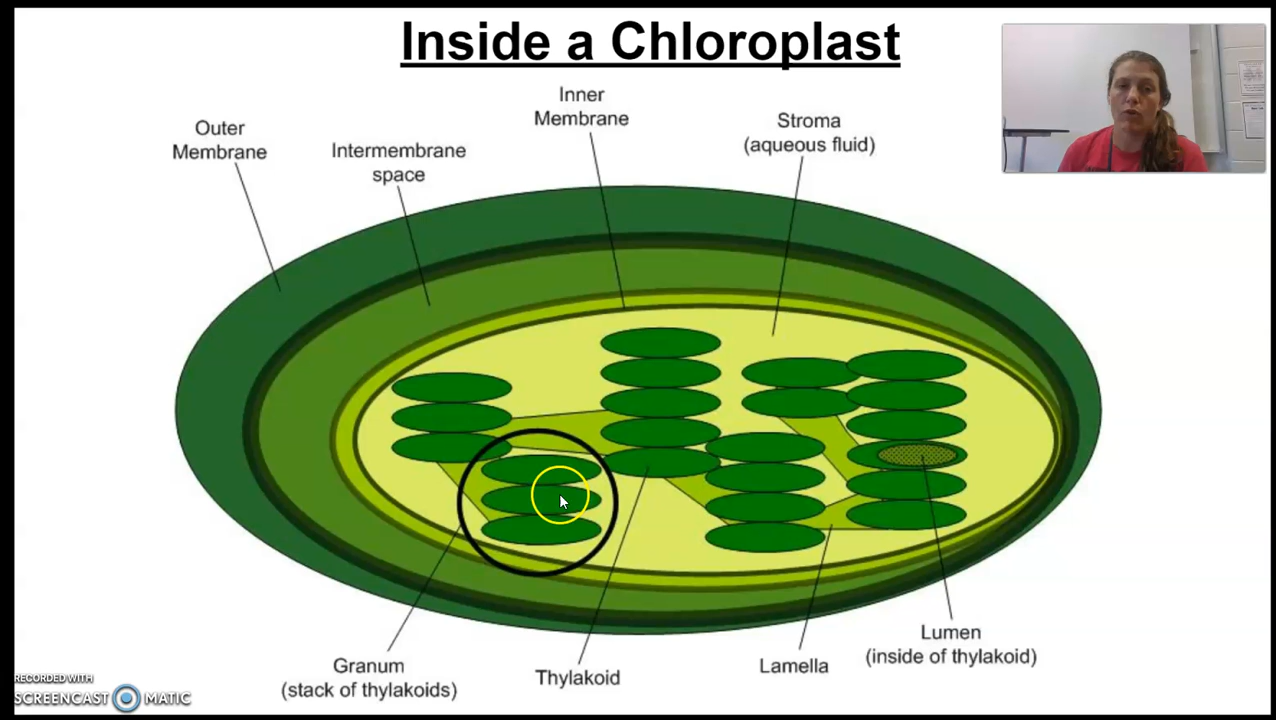 Inside a Chloroplast
Outer
Membrane
Intermembrane
space
Inner
Membrane
Stroma
(aqueous fluid)
Granum
(stack of thylakoids)
Thylakoid
Lamella
Lumen
(inside of thylakoid)
RECORDED WITH
SCREENCAST MATIC